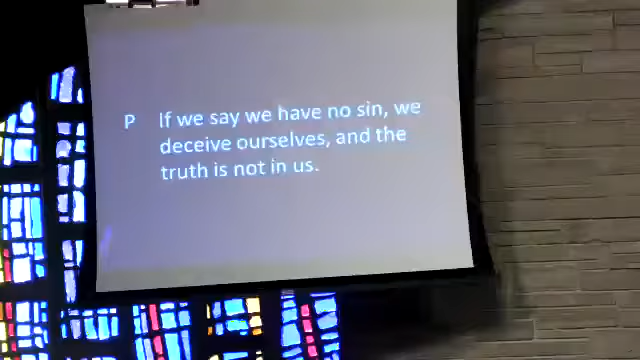 P If we say we have no sin, we
deceive ourselves, and the
truth is not in us.